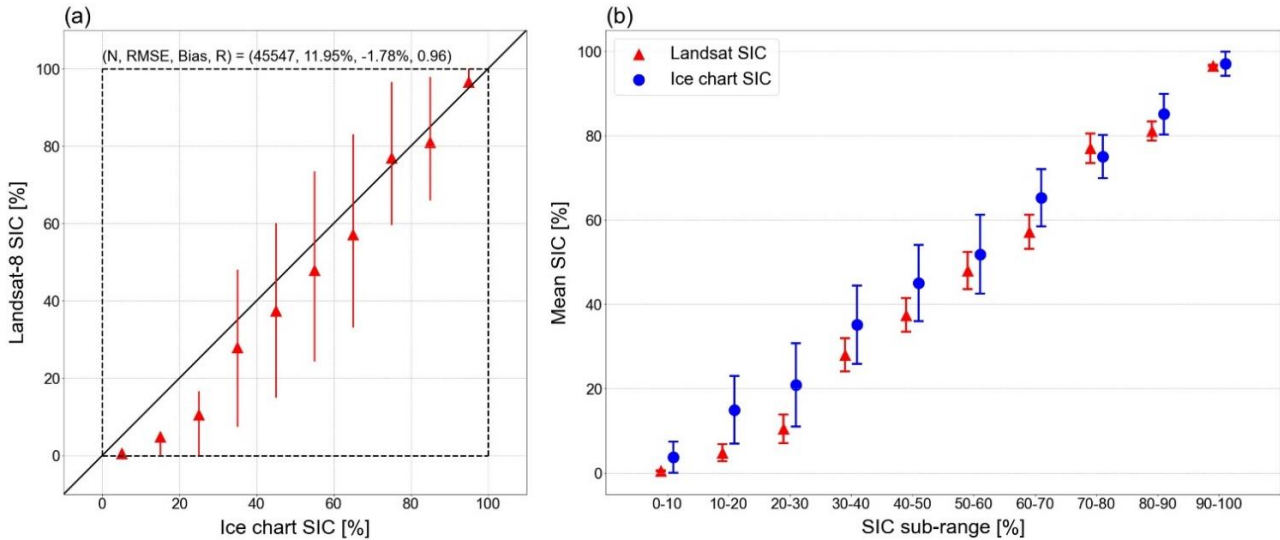 (a)
(N, RMSE, Bias, R) = (45547, 11.95%, -1.78%, 0.96)
Landsat-8 SIC [%]
100
80
60
40
20
0
0 20 40 60 80 100
Ice chart SIC [%]
(b)
Landsat SIC
Ice chart SIC
Mean SIC [%]
100
80
60
40
20
0
0-10 10-20 20-30 30-40 40-50 50-60 60-70 70-80 80-90 90-100
SIC sub-range [%]